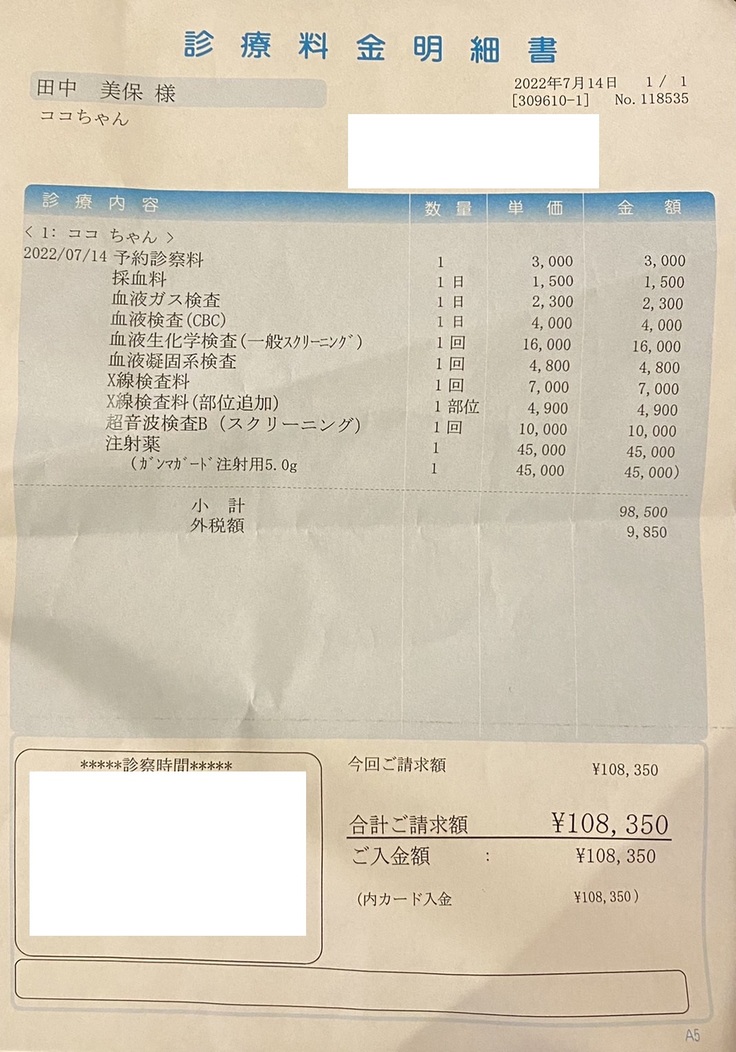 診療料金明細書
田中 美保 様
2022年7月14日 1 / 1
[309610-1] No. 118535
ココちゃん
診療内容 数量 単価 金額
< 1: ココ ちゃん >
2022/07/14 予約診察料 1 3,000 3,000
採血料 1 日 1,500 1,500
血液ガス検査 1 日 2,300 2,300
血液検査(CBC) 1 日 4,000 4,000
血液生化学検査(一般ｽｸﾘｰﾆﾝｸﾞ) 1 回 16,000 16,000
血液凝固系検査 1 回 4,800 4,800
X線検査料 1 回 7,000 7,000
X線検査料(部位追加) 1 部位 4,900 4,900
超音波検査B (スクリーニング) 1 回 10,000 10,000
注射薬 1 45,000 45,000
(ｶﾞﾝﾏｶﾞｰﾄﾞ注射用5.0g 1 45,000 45,000)
小 計 98,500
外税額 9,850
*****診察時間*****
今回ご請求額 ¥108,350
合計ご請求額 ¥108,350
ご入金額 : ¥108,350
(内カード入金 ¥108,350)
A5